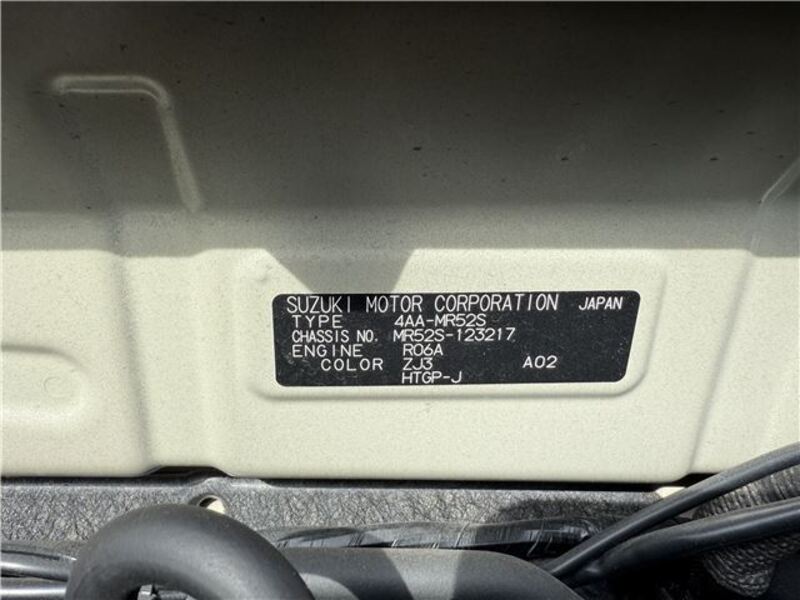 SUZUKI MOTOR CORPORATION JAPAN
TYPE 4AA-MR52S
CHASSIS NO. MR52S-123217
ENGINE R06A
COLOR ZJ3 A02
HTGP-J